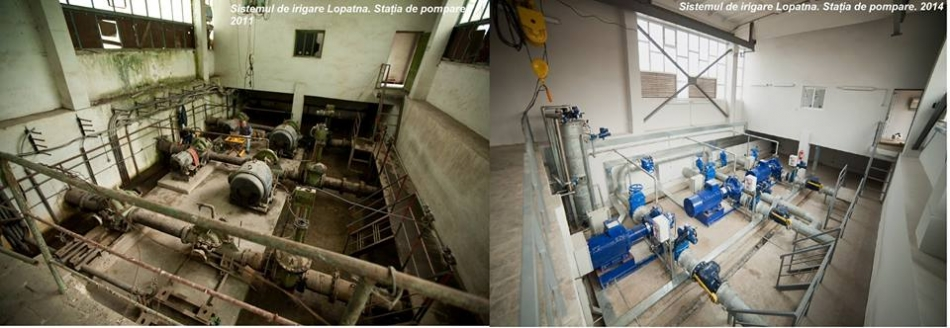 Sistemul de irigare Lopatna. Stația de pompare.
2011
Sistemul de irigare Lopatna. Stația de pompare. 2014